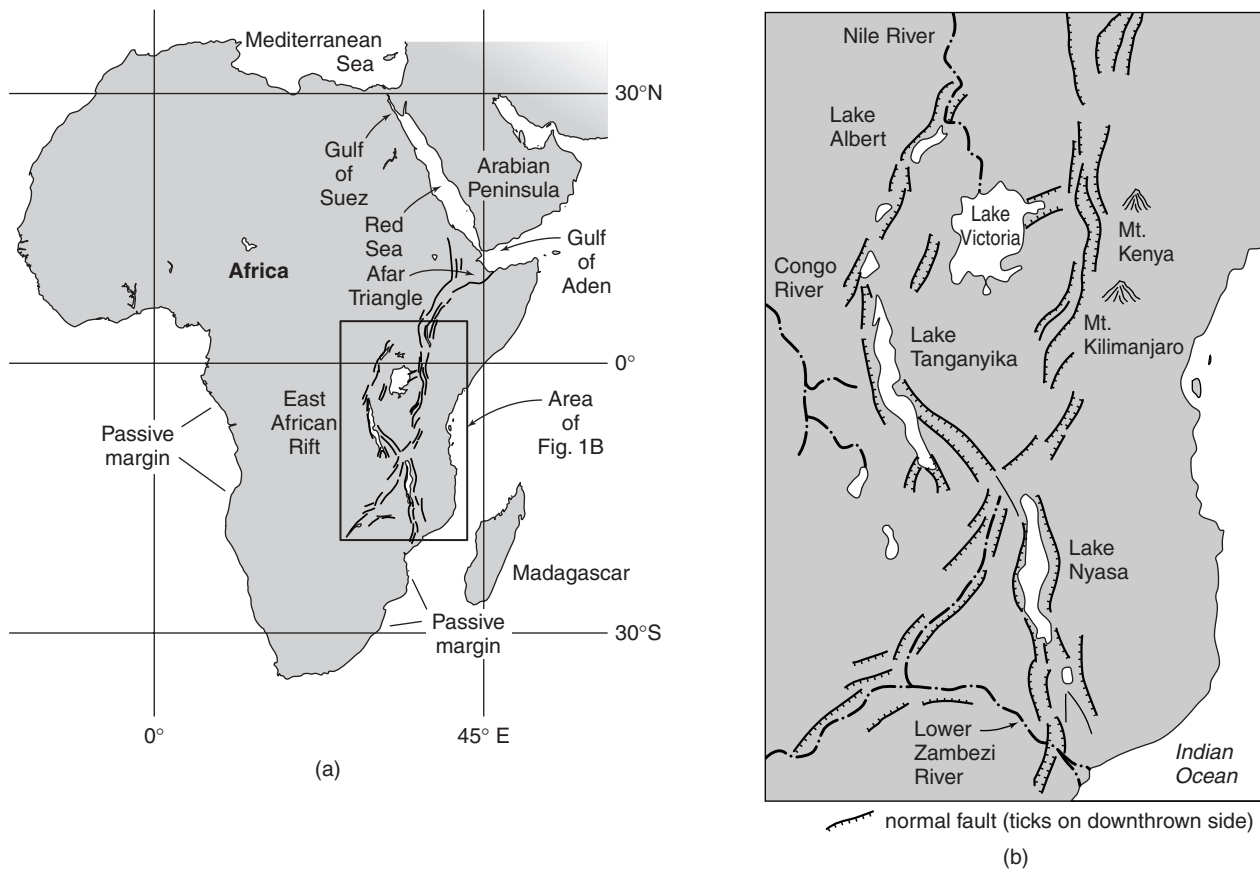 Mediterranean
Sea
30°N
Gulf
of
Suez
Arabian
Peninsula
Red
Sea
Gulf
of
Aden
Africa
Afar
Triangle
0°
East
African
Rift
Area
of
Fig. 1B
Passive
margin
Madagascar
Passive
margin
30°S
0°
45° E
(a)
Nile River
Lake
Albert
Lake
Victoria
Mt.
Kenya
Congo
River
Lake
Tanganyika
Mt.
Kilimanjaro
Lake
Nyasa
Lower
Zambezi
River
Indian
Ocean
normal fault (ticks on downthrown side)
(b)